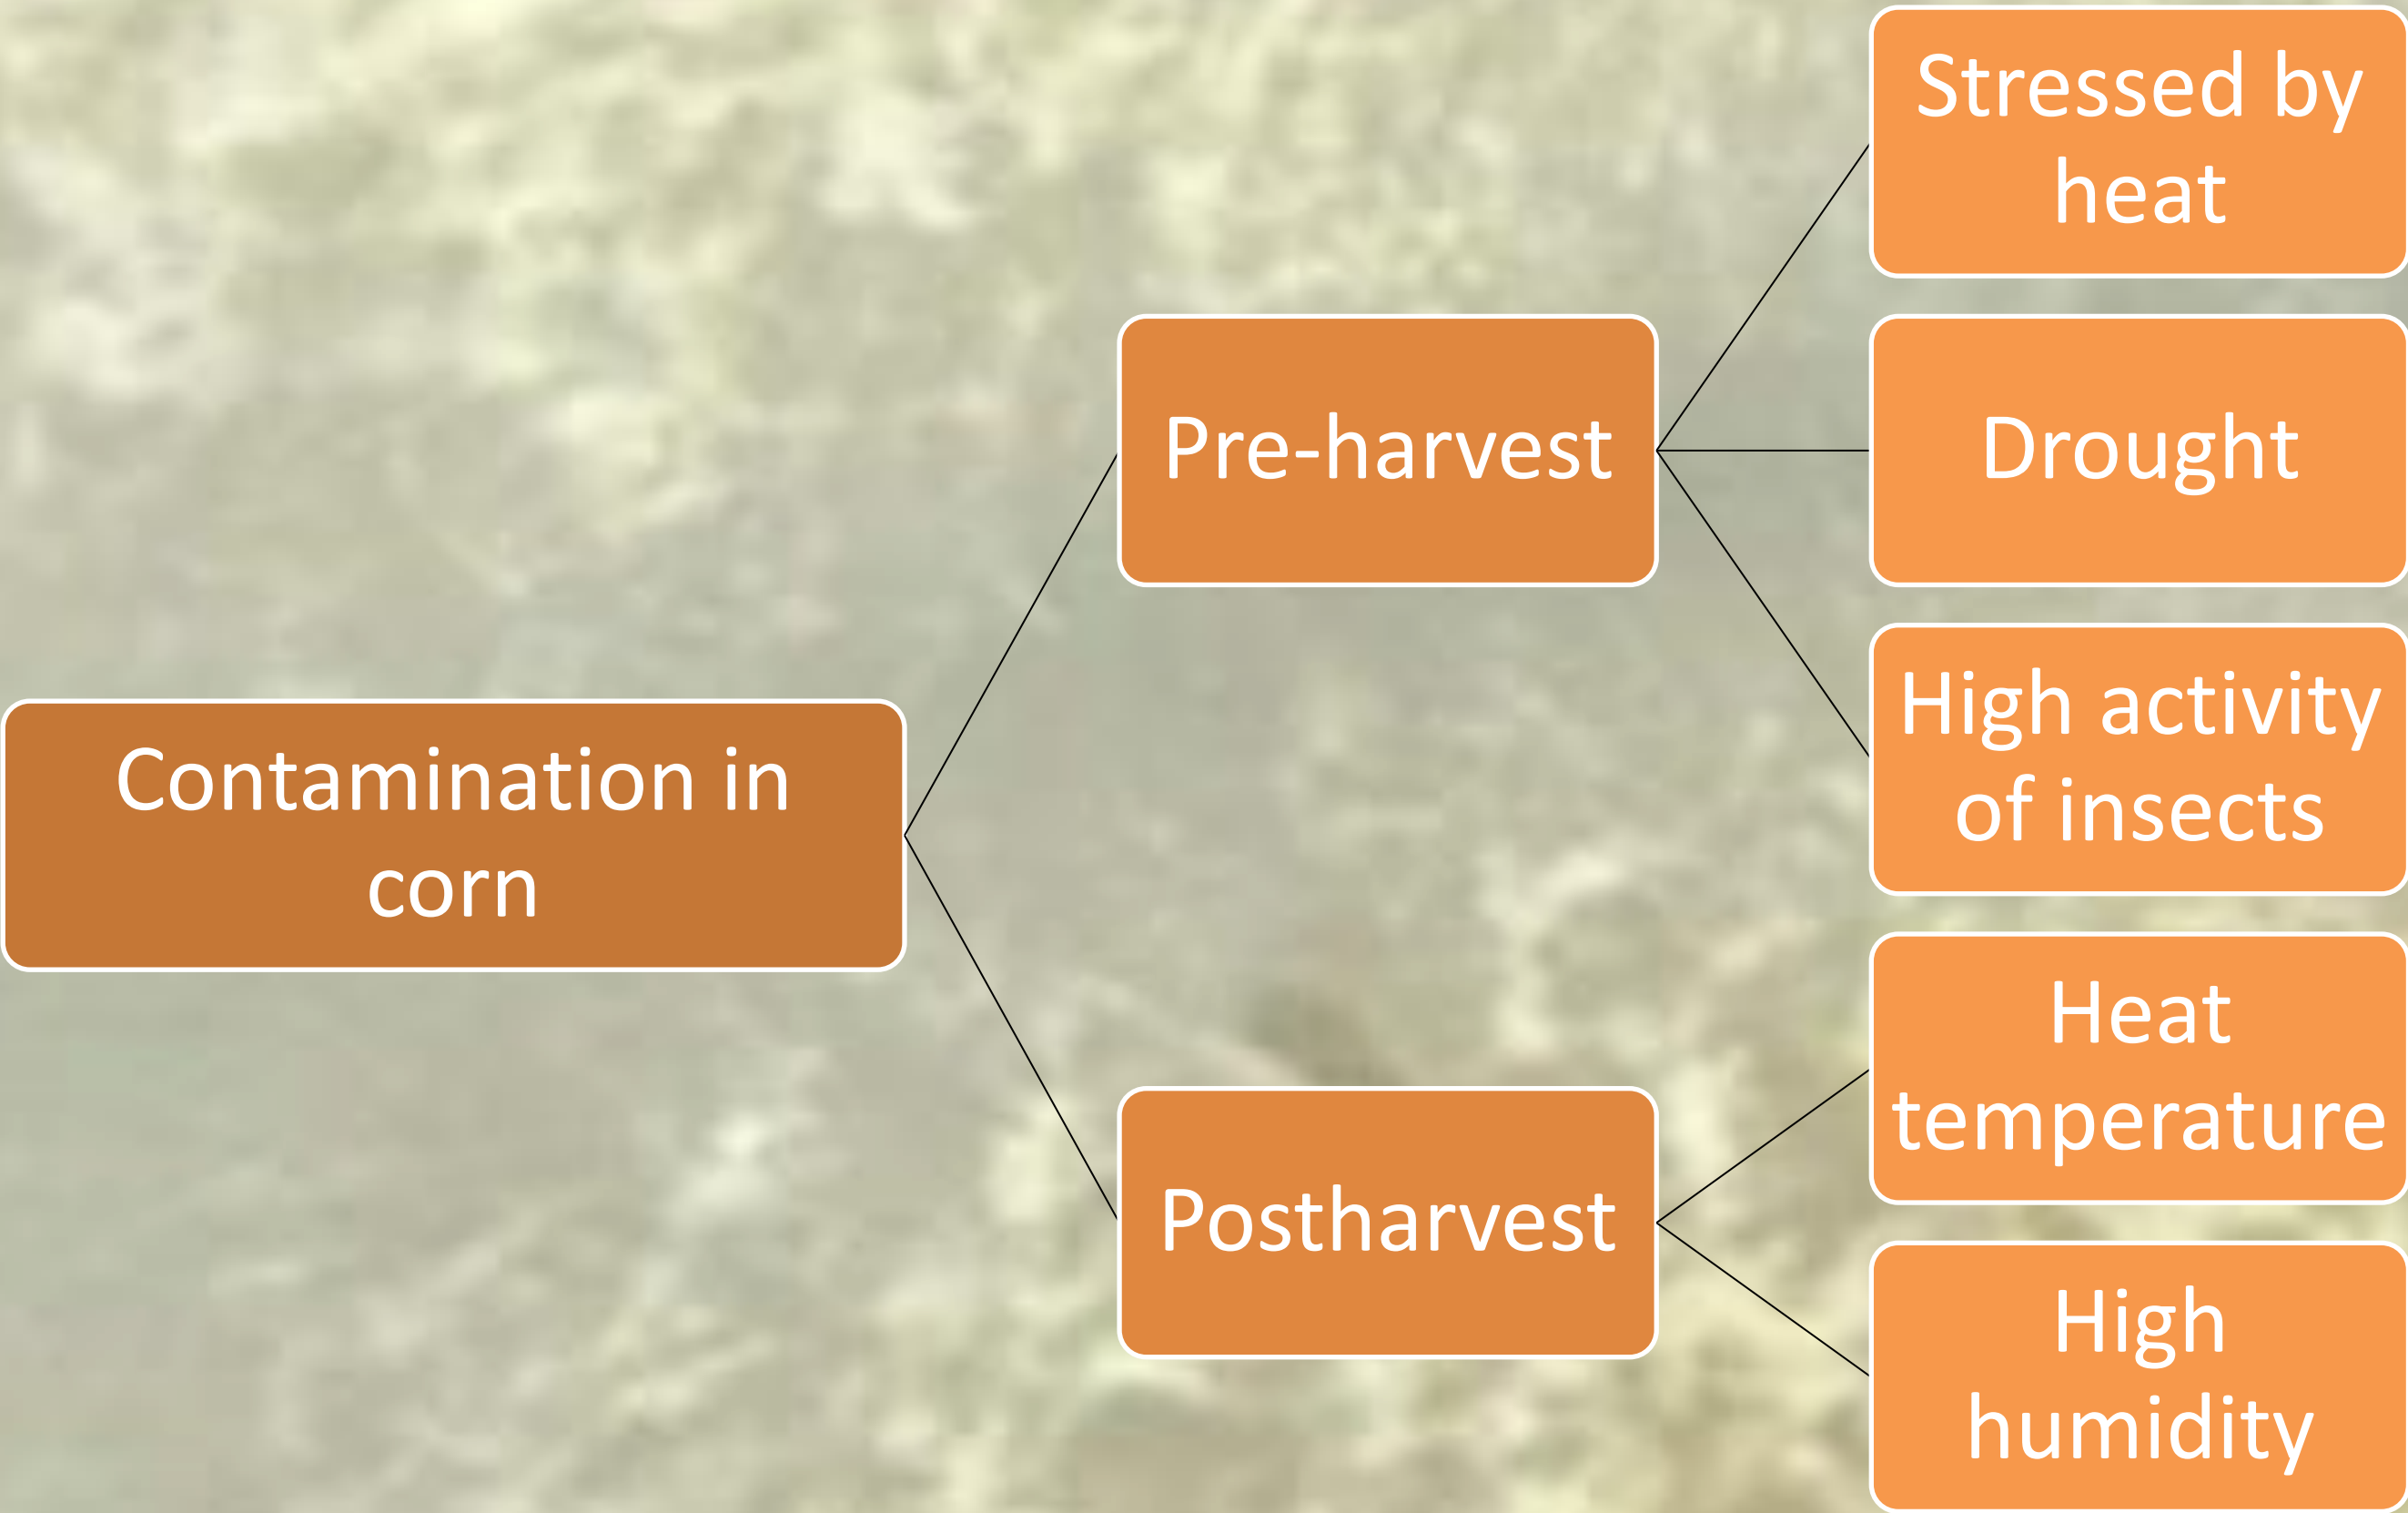 Contamination in
corn
Pre-harvest
Stressed by
heat
Drought
High activity
of insects
Postharvest
Heat
temperature
High
humidity